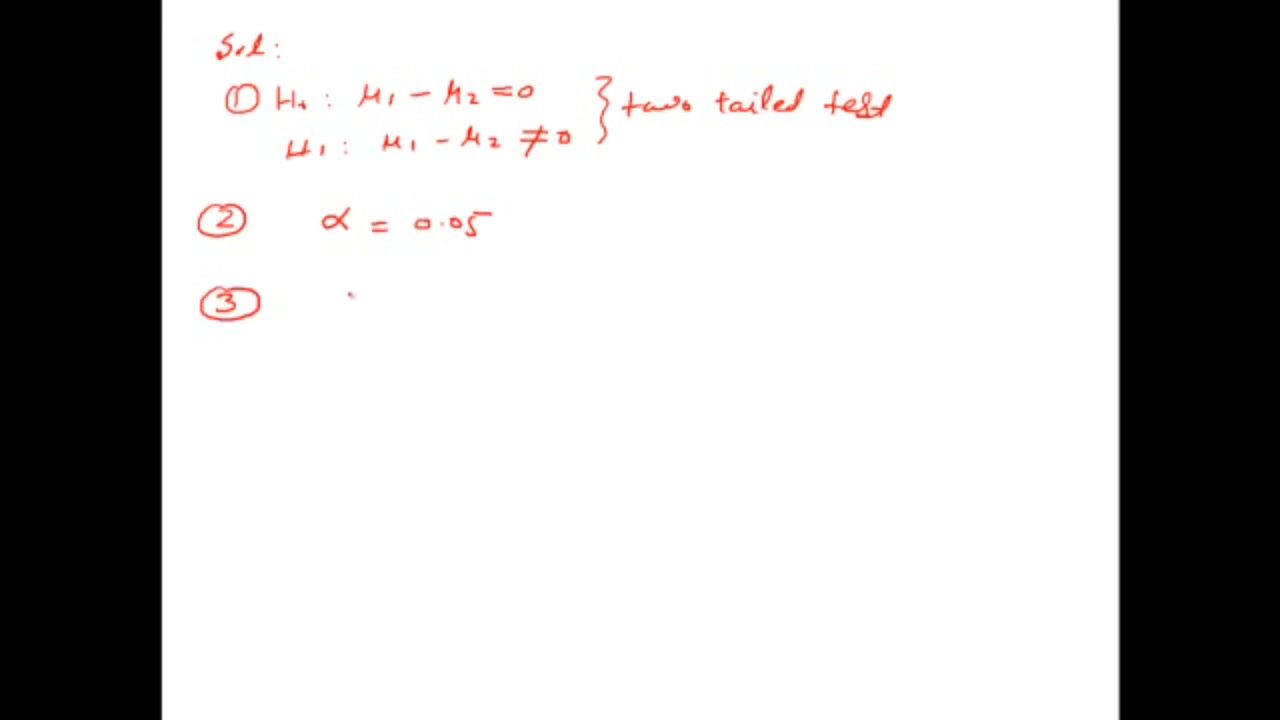 Sol:
① H₀: μ₁ - μ₂ = 0 } two tailed test
H₁: μ₁ - μ₂ ≠ 0
② α = 0.05
③